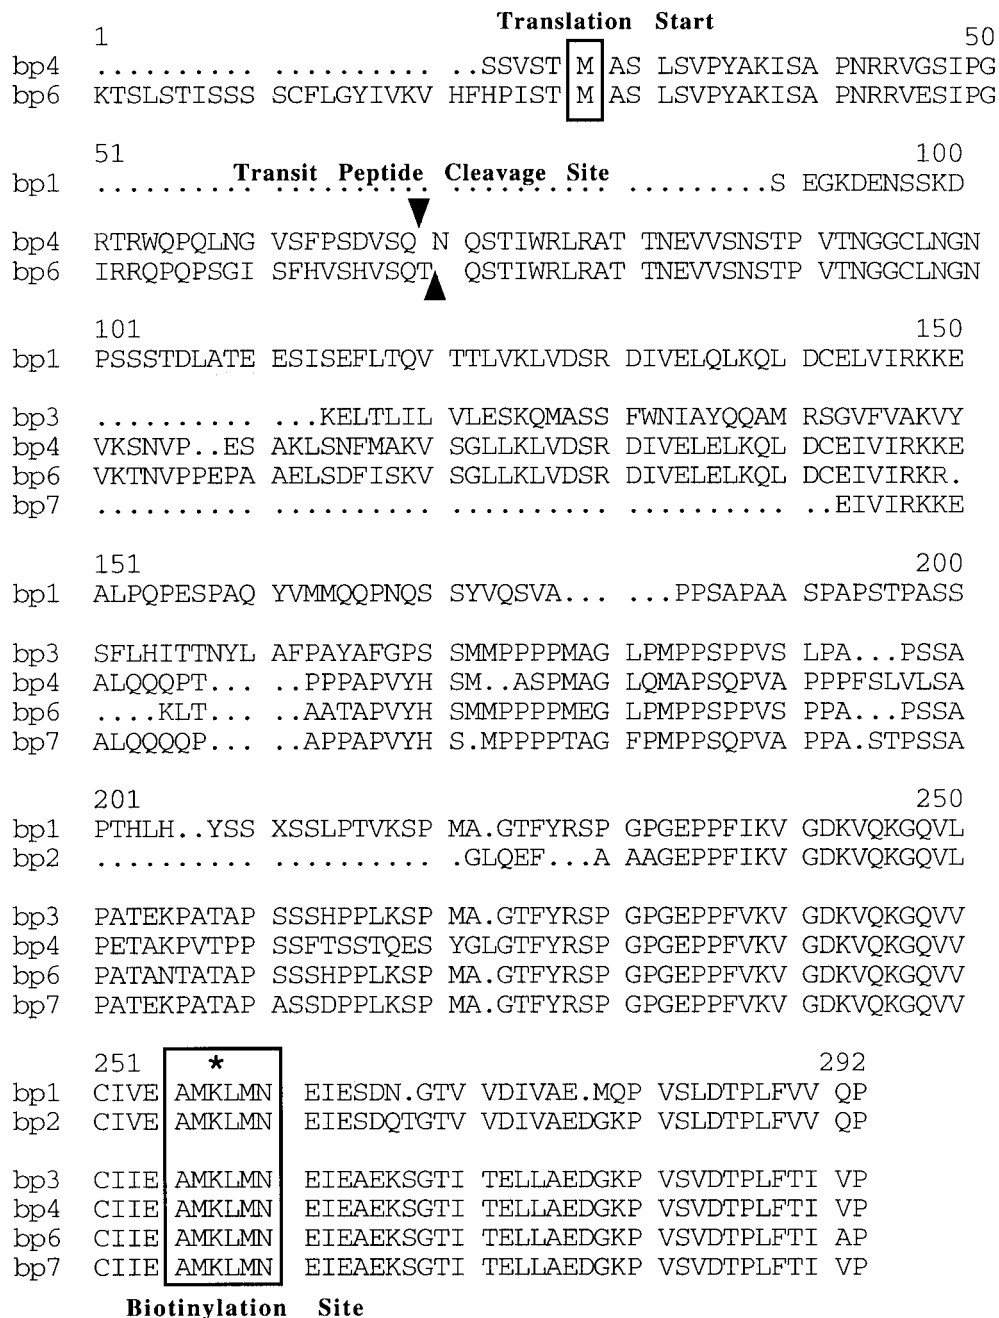 Translation Start
1 50
bp4 . . . . . . . . . . . . . . . . . . . . .SSVST M AS LSVPYAKISA PNRRVGSIPG
bp6 KTSLSTISSS SCFLGYIVKV HFHPIST M AS LSVPYAKISA PNRRVESIPG
51 100
Transit Peptide Cleavage Site
bp1 . . . . . . . . . . . . . . . . . . . . . . . . . . . . . . . . . . . . . .S EGKDENSSKD
bp4 RTRWQPQLNG VSFPSDVSQ N QSTIWRLRAT TNEVVSNSTP VTNGGCLNGN
bp6 IRRQPQPSGI SFHVSHVSQT QSTIWRLRAT TNEVVSNSTP VTNGGCLNGN
101 150
bp1 PSSSTDLATE ESISEFLTQV TTLVKLVDSR DIVELQLKQL DCELVIRKKE
bp3 . . . . . . . . . . . . .KELTLIL VLESKQMASS FWNIAYQQAM RSGVFVAKVY
bp4 VKSNVP..ES AKLSNFMAKV SGLLKLVDSR DIVELELKQL DCEIVIRKKE
bp6 VKTNVPPEPA AELSDFISKV SGLLKLVDSR DIVELELKQL DCEIVIRKR.
bp7 . . . . . . . . . . . . . . . . . . . . . . . . . . . . . . . . . . . . . . . . . .EIVIRKKE
151 200
bp1 ALPQPESPAQ YVMMQQPNQS SYVQSVA... ...PPSAPAA SPAPSTPASS
bp3 SFLHITTNYL AFPAYAFGPS SMMPPPPMAG LPMPPSPPVS LPA...PSSA
bp4 ALQQQPT... ..PPPAPVYH SM..ASPMAG LQMAPSQPVA PPPFSLVLSA
bp6 ....KLT... ..AATAPVYH SMMPPPPMEG LPMPPSPPVS PPA...PSSA
bp7 ALQQQQP... ..APPAPVYH S.MPPPPTAG FPMPPSQPVA PPA.STPSSA
201 250
bp1 PTHLH..YSS XSSLPTVKSP MA.GTFYRSP GPGEPPFIKV GDKVQKGQVL
bp2 .......... .......... .GLQEF...A AAGEPPFIKV GDKVQKGQVL
bp3 PATEKPATAP SSSHPPLKSP MA.GTFYRSP GPGEPPFVKV GDKVQKGQVV
bp4 PETAKPVTPP SSFTSSTQES YGLGTFYRSP GPGEPPFVKV GDKVQKGQVV
bp6 PATANTATAP SSSHPPLKSP MA.GTFYRSP GPGEPPFVKV GDKVQKGQVV
bp7 PATEKPATAP ASSDPPLKSP MA.GTFYRSP GPGEPPFVKV GDKVQKGQVV
251 * 292
bp1 CIVE AMKLMN EIESDN.GTV VDIVAE.MQP VSLDTPLFVV QP
bp2 CIVE AMKLMN EIESDQTGTV VDIVAEDGKP VSLDTPLFVV QP
bp3 CIIE AMKLMN EIEAEKSGTI TELLAEDGKP VSVDTPLFTI VP
bp4 CIIE AMKLMN EIEAEKSGTI TELLAEDGKP VSVDTPLFTI VP
bp6 CIIE AMKLMN EIEAEKSGTI TELLAEDGKP VSVDTPLFTI AP
bp7 CIIE AMKLMN EIEAEKSGTI TELLAEDGKP VSVDTPLFTI VP
Biotinylation Site